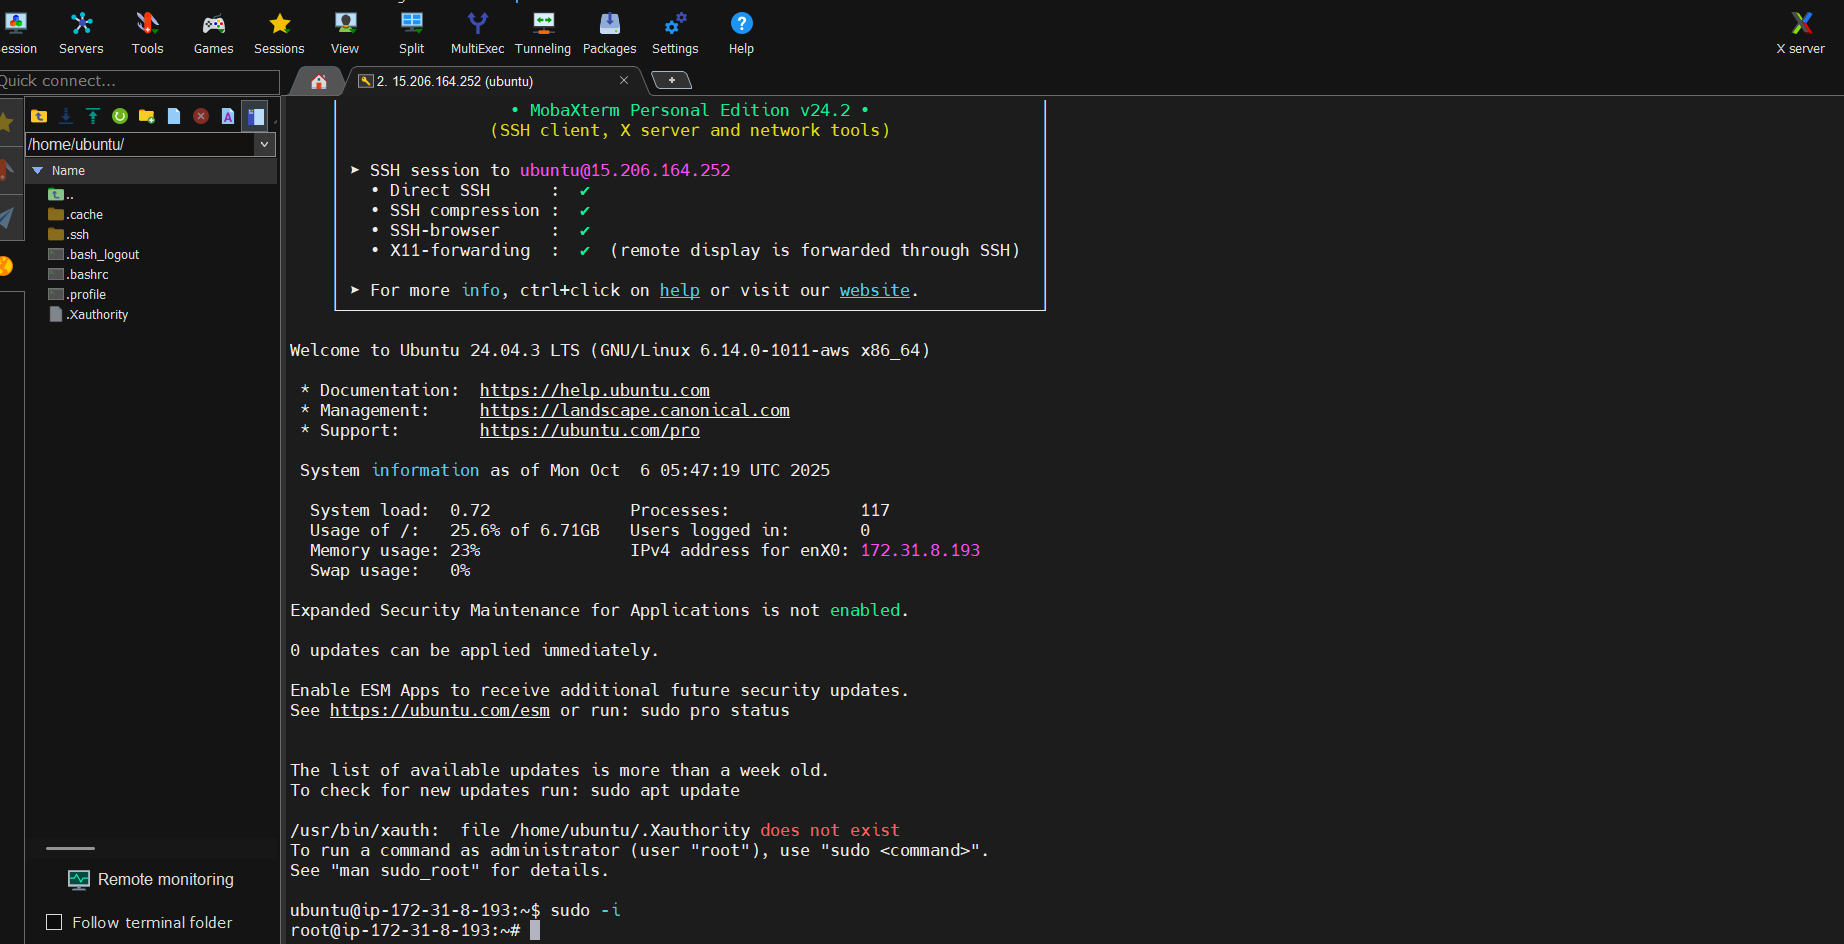 ession
Servers
Tools
Games
Sessions
View
Split
MultiExec
Tunneling
Packages
Settings
Help
X server
Quick connect...
2. 15.206.164.252 (ubuntu)
/home/ubuntu/
Name
..
.cache
.ssh
.bash_logout
.bashrc
.profile
.Xauthority
Remote monitoring
Follow terminal folder
• MobaXterm Personal Edition v24.2 •
(SSH client, X server and network tools)
➤ SSH session to ubuntu@15.206.164.252
• Direct SSH : ✔
• SSH compression : ✔
• SSH-browser : ✔
• X11-forwarding : ✔ (remote display is forwarded through SSH)
➤ For more info, ctrl+click on help or visit our website.
Welcome to Ubuntu 24.04.3 LTS (GNU/Linux 6.14.0-1011-aws x86_64)
* Documentation: https://help.ubuntu.com
* Management: https://landscape.canonical.com
* Support: https://ubuntu.com/pro
System information as of Mon Oct 6 05:47:19 UTC 2025
System load: 0.72 Processes: 117
Usage of /: 25.6% of 6.71GB Users logged in: 0
Memory usage: 23% IPv4 address for enX0: 172.31.8.193
Swap usage: 0%
Expanded Security Maintenance for Applications is not enabled.
0 updates can be applied immediately.
Enable ESM Apps to receive additional future security updates.
See https://ubuntu.com/esm or run: sudo pro status
The list of available updates is more than a week old.
To check for new updates run: sudo apt update
/usr/bin/xauth: file /home/ubuntu/.Xauthority does not exist
To run a command as administrator (user "root"), use "sudo <command>".
See "man sudo_root" for details.
ubuntu@ip-172-31-8-193:~$ sudo -i
root@ip-172-31-8-193:~#